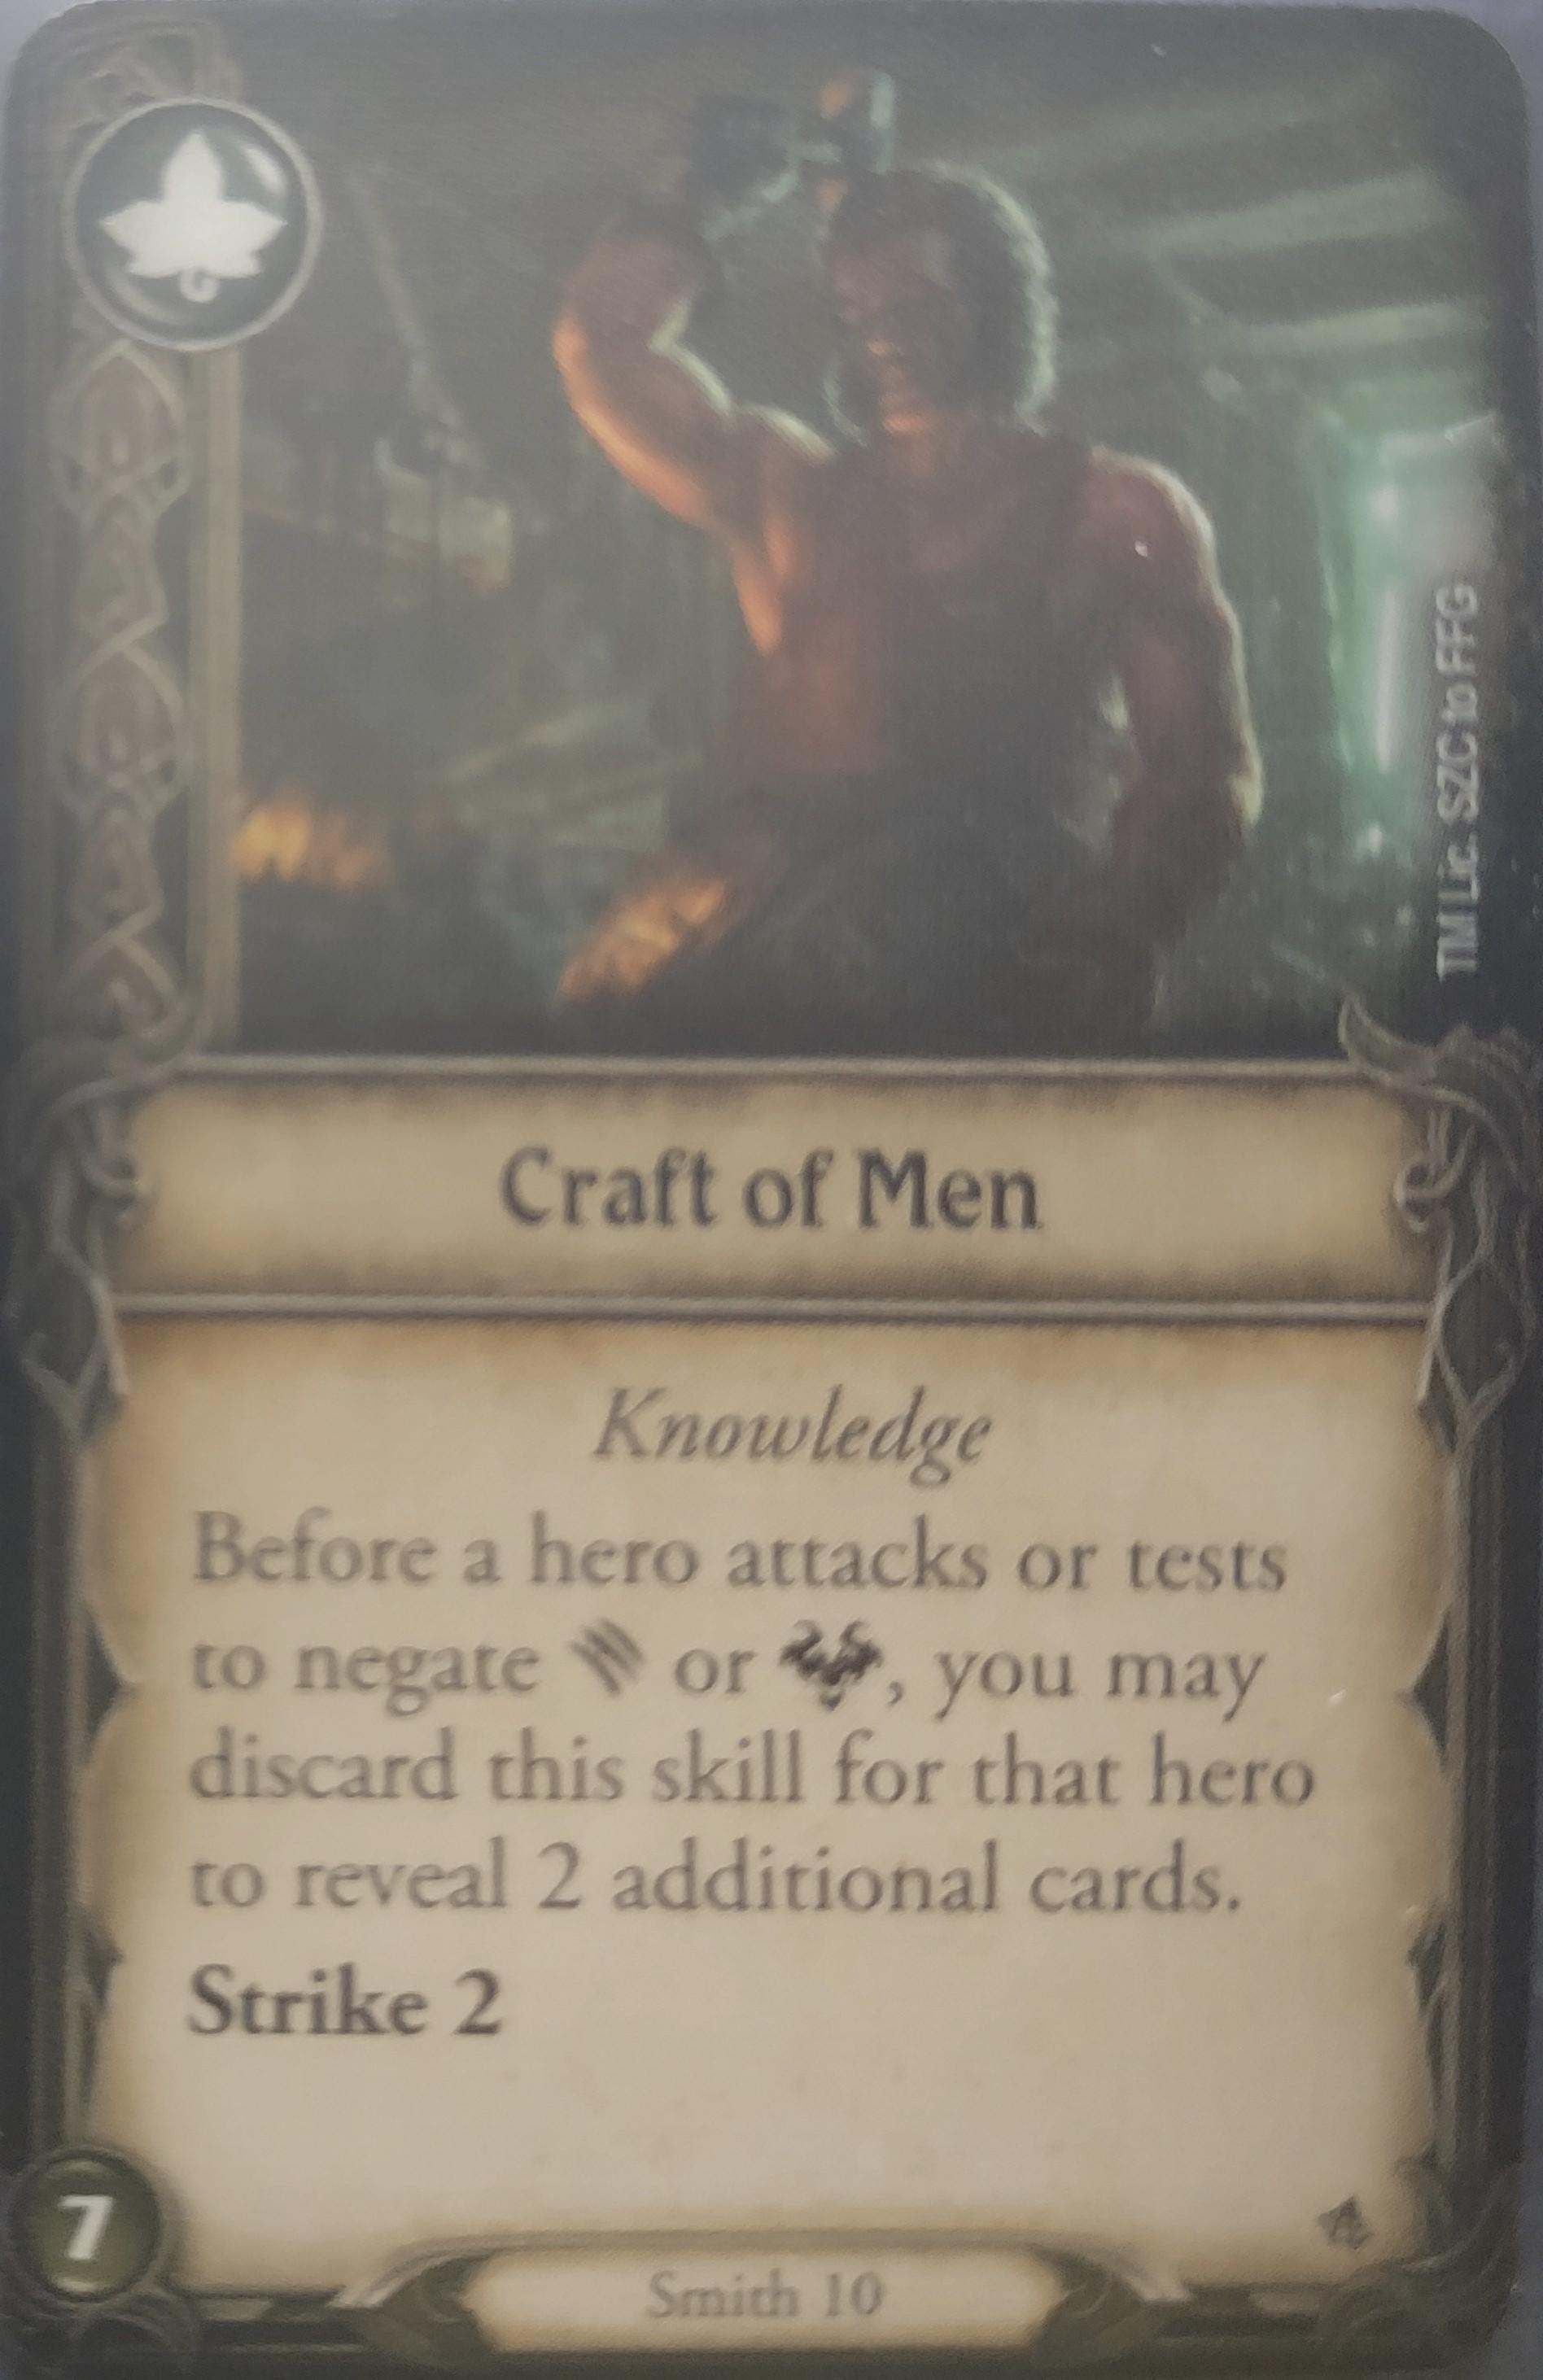 TM Lic. SZC to FFG
Craft of Men
Knowledge
Before a hero attacks or tests
to negate or , you may
discard this skill for that hero
to reveal 2 additional cards.
Strike 2
7
Smith 10